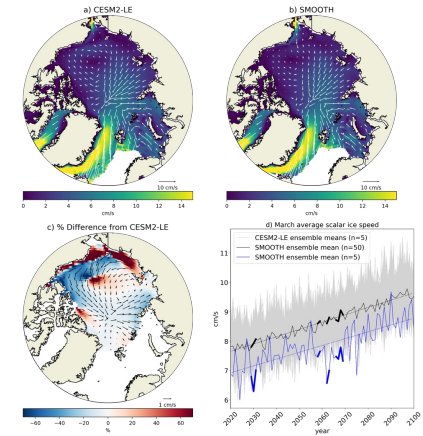 a) CESM2-LE
b) SMOOTH
10 cm/s
10 cm/s
0 2 4 6 8 10 12 14
0 2 4 6 8 10 12 14
cm/s
cm/s
c) % Difference from CESM2-LE
1 cm/s
−60 −40 −20 0 20 40 60
%
d) March average scalar ice speed
CESM2-LE ensemble means (n=5)
SMOOTH ensemble mean (n=50)
SMOOTH ensemble mean (n=5)
11
10
9
8
7
6
cm/s
2020 2030 2040 2050 2060 2070 2080 2090 2100
year